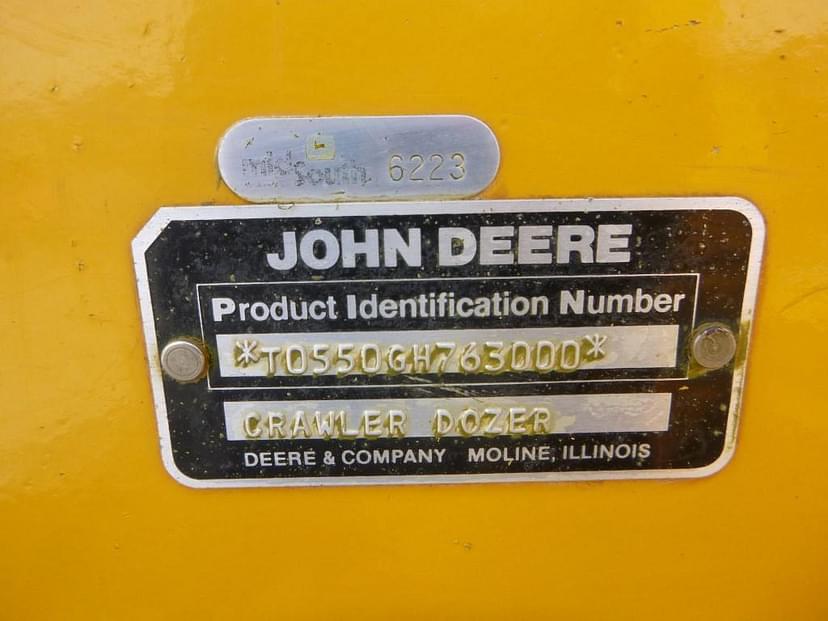 mid south 6223
JOHN DEERE
Product Identification Number
*T0550GH763000*
CRAWLER DOZER
DEERE & COMPANY MOLINE, ILLINOIS